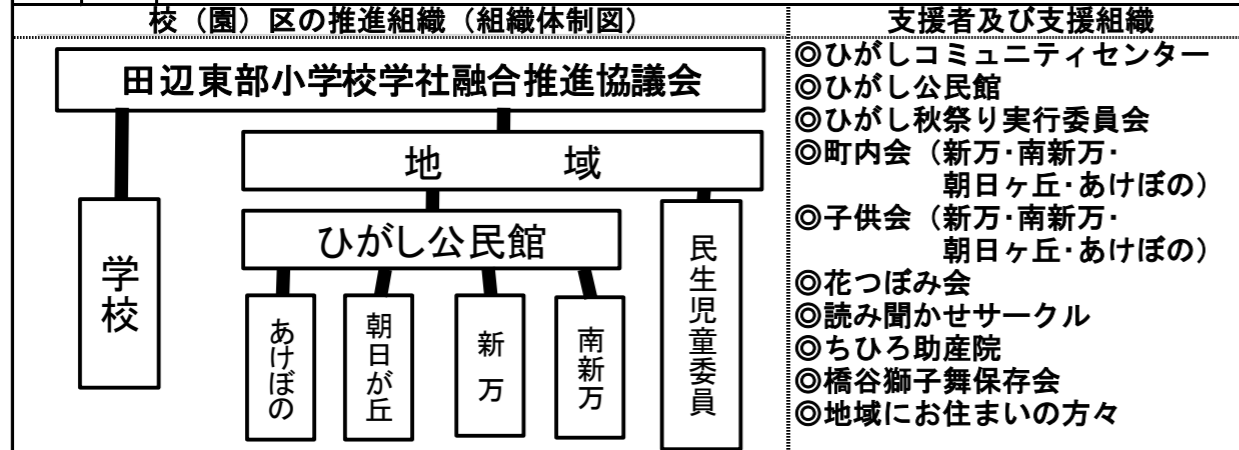 校（園）区の推進組織（組織体制図）
田辺東部小学校学社融合推進協議会
地　域
学校
ひがし公民館
民生児童委員
あけぼの
朝日が丘
新万
南新万
支援者及び支援組織
◎ひがしコミュニティセンター
◎ひがし公民館
◎ひがし秋祭り実行委員会
◎町内会（新万・南新万・
朝日ヶ丘・あけぼの）
◎子供会（新万・南新万・
朝日ヶ丘・あけぼの）
◎花つぼみ会
◎読み聞かせサークル
◎ちひろ助産院
◎橋谷獅子舞保存会
◎地域にお住まいの方々